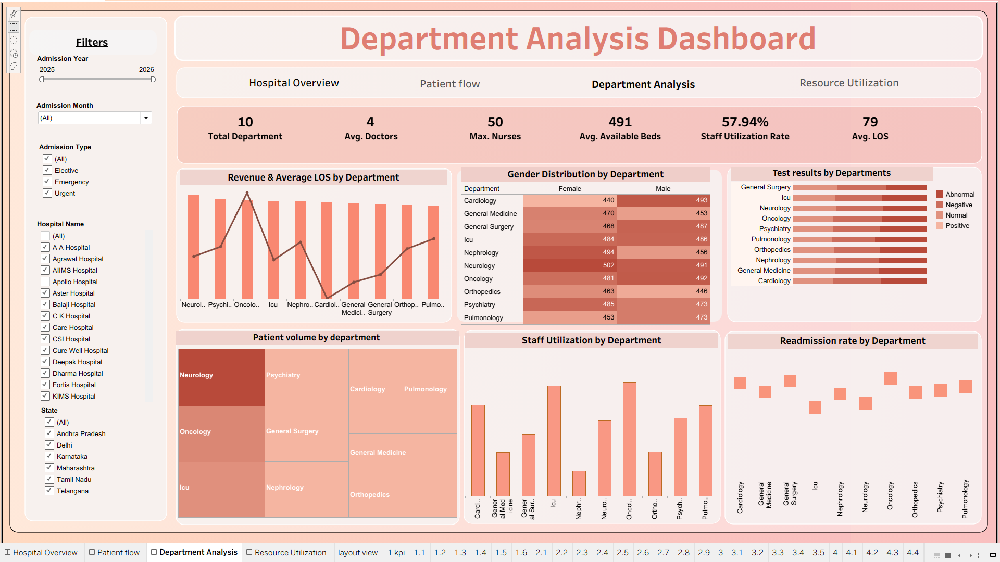 Filters
Admission Year
2025 2026
Admission Month
(All)
Admission Type
(All)
Elective
Emergency
Urgent
Hospital Name
(All)
A A Hospital
Agrawal Hospital
AIIMS Hospital
Apollo Hospital
Aster Hospital
Balaji Hospital
C K Hospital
Care Hospital
CSI Hospital
Cure Well Hospital
Deepak Hospital
Dharma Hospital
Fortis Hospital
KIMS Hospital
State
(All)
Andhra Pradesh
Delhi
Karnataka
Maharashtra
Tamil Nadu
Telangana
Department Analysis Dashboard
Hospital Overview Patient flow Department Analysis Resource Utilization
10 4 50 491 57.94% 79
Total Department Avg. Doctors Max. Nurses Avg. Available Beds Staff Utilization Rate Avg. LOS
Revenue & Average LOS by Department
Neurol.. Psychi.. Oncolo.. Icu Nephro.. Cardiol.. General General Orthop.. Pulmo..
Medici.. Surgery
Gender Distribution by Department
Department Female Male
Cardiology 440 493
General Medicine 470 453
General Surgery 468 487
Icu 484 486
Nephrology 494 456
Neurology 502 491
Oncology 481 492
Orthopedics 463 446
Psychiatry 485 473
Pulmonology 453 473
Test results by Departments
General Surgery
Icu
Neurology
Oncology
Psychiatry
Pulmonology
Orthopedics
Nephrology
General Medicine
Cardiology
Abnormal
Negative
Normal
Positive
Patient volume by department
Neurology
Oncology
Icu
Psychiatry
General Surgery
Nephrology
Cardiology
Pulmonology
General Medicine
Orthopedics
Staff Utilization by Department
Cardi..
Gener
al Med
icine
Gener
al Sur..
Icu
Nephr..
Neuro..
Oncol..
Ortho..
Psych..
Pulmo..
Readmission rate by Department
Cardiology
General
Medicine
General
Surgery
Icu
Nephrology
Neurology
Oncology
Orthopedics
Psychiatry
Pulmonology
Hospital Overview Patient flow Department Analysis Resource Utilization layout view 1 kpi 1.1 1.2 1.3 1.4 1.5 1.6 2.1 2.2 2.3 2.4 2.5 2.6 2.7 2.8 2.9 3 3.1 3.2 3.3 3.4 3.5 4 4.1 4.2 4.3 4.4